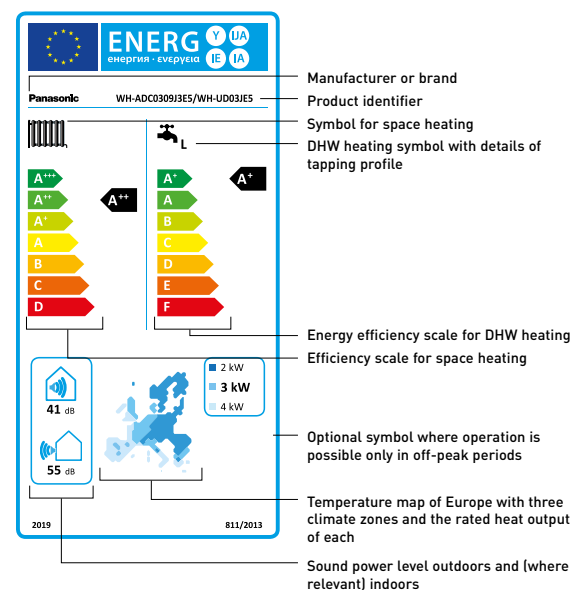 ENERG
енергия · ενεργεια
Y IJA
IE IA
Panasonic WH-ADC0309J3E5/WH-UD03JE5
L
A+++
A++
A+
A
B
C
D
A++
A+
A
B
C
D
E
F
A+
41 dB
55 dB
2 kW
3 kW
4 kW
2019 811/2013
Manufacturer or brand
Product identifier
Symbol for space heating
DHW heating symbol with details of
tapping profile
Energy efficiency scale for DHW heating
Efficiency scale for space heating
Optional symbol where operation is
possible only in off-peak periods
Temperature map of Europe with three
climate zones and the rated heat output
of each
Sound power level outdoors and (where
relevant) indoors